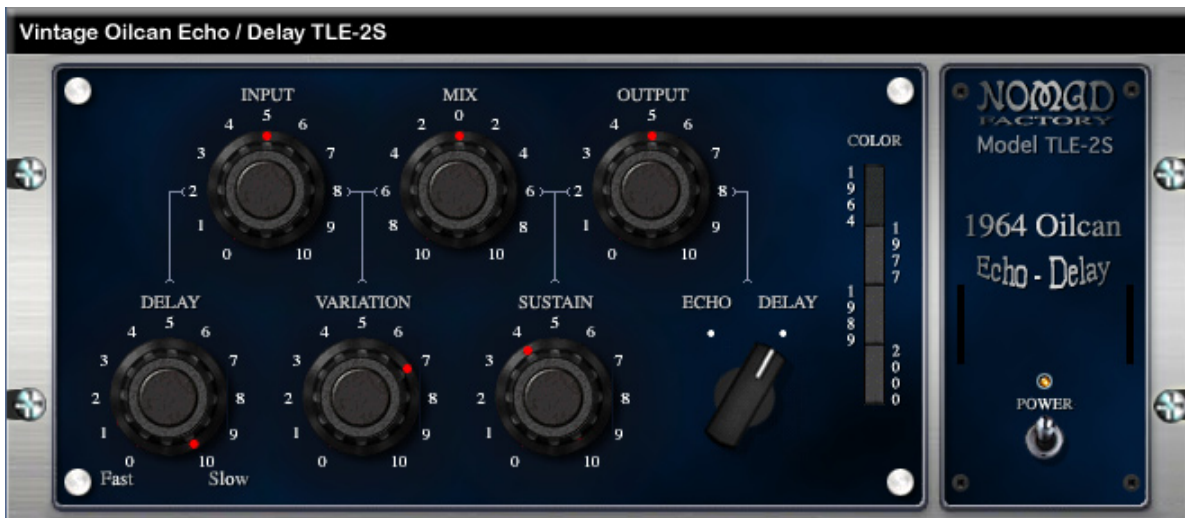 Vintage Oilcan Echo / Delay TLE-2S
INPUT
0 1 2 3 4 5 6 7 8 9 10
MIX
10 8 6 4 2 0 2 4 6 8 10
OUTPUT
0 1 2 3 4 5 6 7 8 9 10
COLOR
1964
1977
1989
2000
DELAY
0 1 2 3 4 5 6 7 8 9 10
Fast Slow
VARIATION
0 1 2 3 4 5 6 7 8 9 10
SUSTAIN
0 1 2 3 4 5 6 7 8 9 10
ECHO DELAY
NOMAD
FACTORY
Model TLE-2S
1964 Oilcan
Echo - Delay
POWER